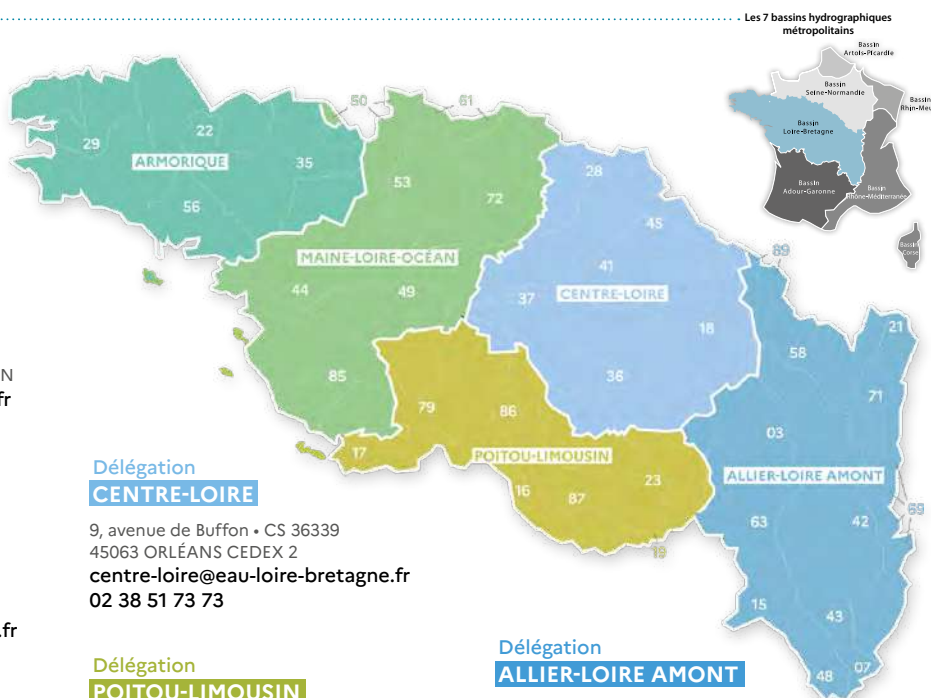 Les 7 bassins hydrographiques
métropolitains
Bassin
Artois-Picardie
Bassin
Seine-Normandie
Bassin
Bassin
Loire-Bretagne
Bassin
Adour-Garonne
Bassin
Rhône-Méditerranée
Bassin
Corse
50
61
29
22
35
ARMORIQUE
56
53
72
28
45
89
MAINE-LOIRE-OCÉAN
44
49
41
37
CENTRE-LOIRE
18
36
58
21
71
85
79
86
03
17
POITOU-LIMOUSIN
16
87
23
19
ALLIER-LOIRE AMONT
63
42
69
15
43
48
07
N
fr
Délégation
CENTRE-LOIRE
9, avenue de Buffon • CS 36339
45063 ORLÉANS CEDEX 2
centre-loire@eau-loire-bretagne.fr
02 38 51 73 73
.fr
Délégation
POITOU-LIMOUSIN
Délégation
ALLIER-LOIRE AMONT